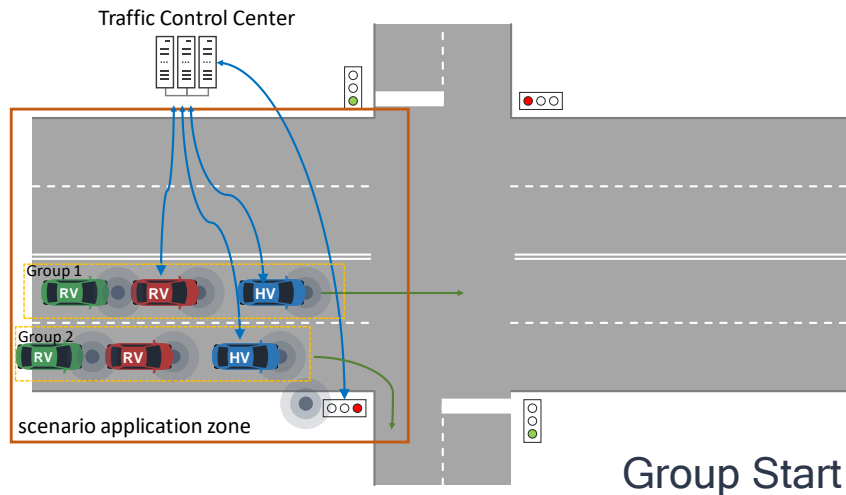 Traffic Control Center
Group 1
RV RV HV
Group 2
RV RV HV
scenario application zone
Group Start